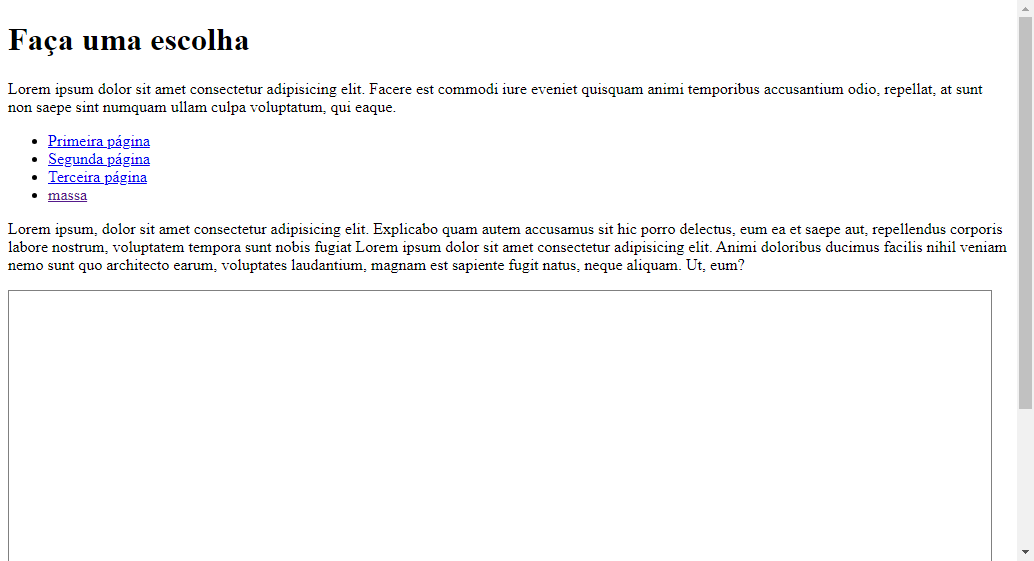 Faça uma escolha
Lorem ipsum dolor sit amet consectetur adipisicing elit. Facere est commodi iure eveniet quisquam animi temporibus accusantium odio, repellat, at sunt
non saepe sint numquam ullam culpa voluptatum, qui eaque.
Primeira página
Segunda página
Terceira página
massa
Lorem ipsum, dolor sit amet consectetur adipisicing elit. Explicabo quam autem accusamus sit hic porro delectus, eum ea et saepe aut, repellendus corporis
labore nostrum, voluptatem tempora sunt nobis fugiat Lorem ipsum dolor sit amet consectetur adipisicing elit. Animi doloribus ducimus facilis nihil veniam
nemo sunt quo architecto earum, voluptates laudantium, magnam est sapiente fugit natus, neque aliquam. Ut, eum?